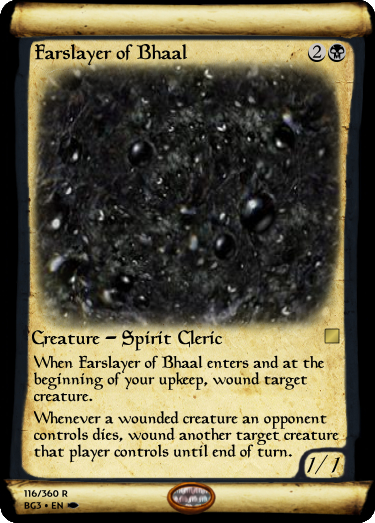 Farslayer of Bhaal
2
Creature – Spirit Cleric
When Farslayer of Bhaal enters and at the
beginning of your upkeep, wound target
creature.
Whenever a wounded creature an opponent
controls dies, wound another target creature
that player controls until end of turn.
1/1
116/360 R
BG3 • EN